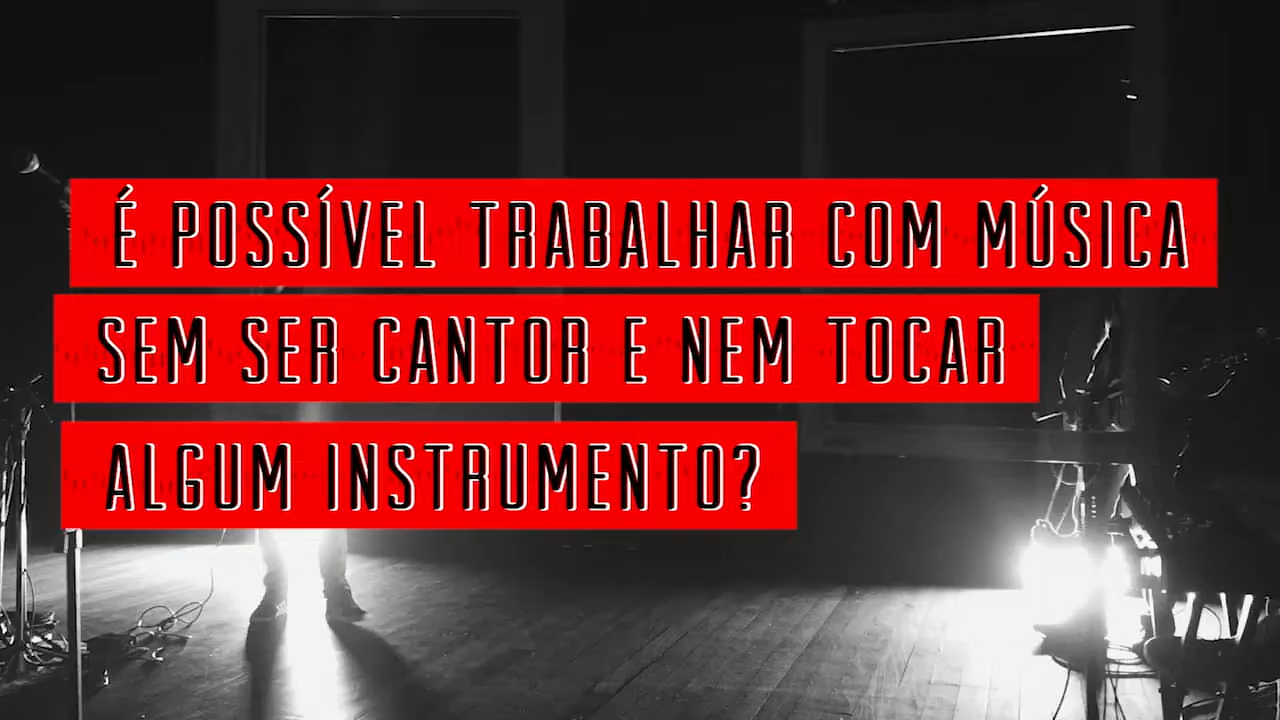 É POSSÍVEL TRABALHAR COM MÚSICA
SEM SER CANTOR E NEM TOCAR
ALGUM INSTRUMENTO?